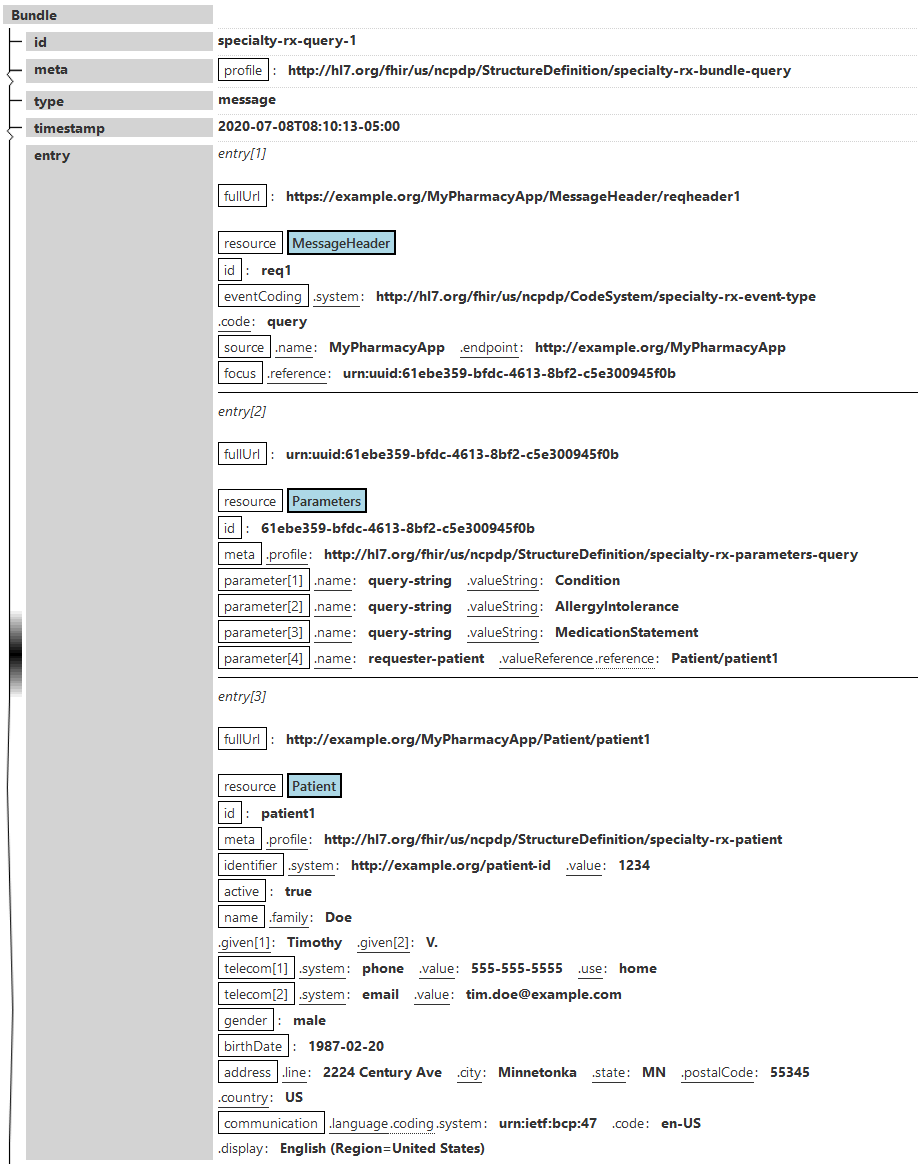 Bundle
id specialty-rx-query-1
meta profile : http://hl7.org/fhir/us/ncpdp/StructureDefinition/specialty-rx-bundle-query
type message
timestamp 2020-07-08T08:10:13-05:00
entry entry[1]
fullUrl : https://example.org/MyPharmacyApp/MessageHeader/reqheader1
resource MessageHeader
id : req1
eventCoding .system: http://hl7.org/fhir/us/ncpdp/CodeSystem/specialty-rx-event-type
.code: query
source .name: MyPharmacyApp .endpoint: http://example.org/MyPharmacyApp
focus .reference: urn:uuid:61ebe359-bfdc-4613-8bf2-c5e300945f0b
entry[2]
fullUrl : urn:uuid:61ebe359-bfdc-4613-8bf2-c5e300945f0b
resource Parameters
id : 61ebe359-bfdc-4613-8bf2-c5e300945f0b
meta .profile: http://hl7.org/fhir/us/ncpdp/StructureDefinition/specialty-rx-parameters-query
parameter[1] .name: query-string .valueString: Condition
parameter[2] .name: query-string .valueString: AllergyIntolerance
parameter[3] .name: query-string .valueString: MedicationStatement
parameter[4] .name: requester-patient .valueReference.reference: Patient/patient1
entry[3]
fullUrl : http://example.org/MyPharmacyApp/Patient/patient1
resource Patient
id : patient1
meta .profile: http://hl7.org/fhir/us/ncpdp/StructureDefinition/specialty-rx-patient
identifier .system: http://example.org/patient-id .value: 1234
active : true
name .family: Doe
.given[1]: Timothy .given[2]: V.
telecom[1] .system: phone .value: 555-555-5555 .use: home
telecom[2] .system: email .value: tim.doe@example.com
gender : male
birthDate : 1987-02-20
address .line: 2224 Century Ave .city: Minnetonka .state: MN .postalCode: 55345
.country: US
communication .language.coding.system: urn:ietf:bcp:47 .code: en-US
.display: English (Region=United States)